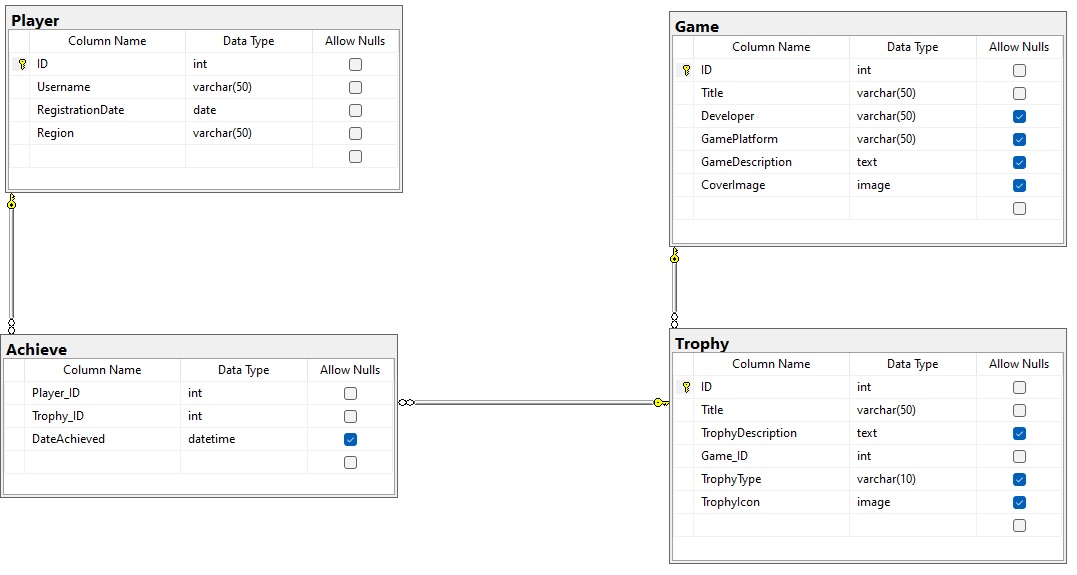 Player
Column Name Data Type Allow Nulls
ID int
Username varchar(50)
RegistrationDate date
Region varchar(50)
Game
Column Name Data Type Allow Nulls
ID int
Title varchar(50)
Developer varchar(50)
GamePlatform varchar(50)
GameDescription text
CoverImage image
Achieve
Column Name Data Type Allow Nulls
Player_ID int
Trophy_ID int
DateAchieved datetime
Trophy
Column Name Data Type Allow Nulls
ID int
Title varchar(50)
TrophyDescription text
Game_ID int
TrophyType varchar(10)
TrophyIcon image